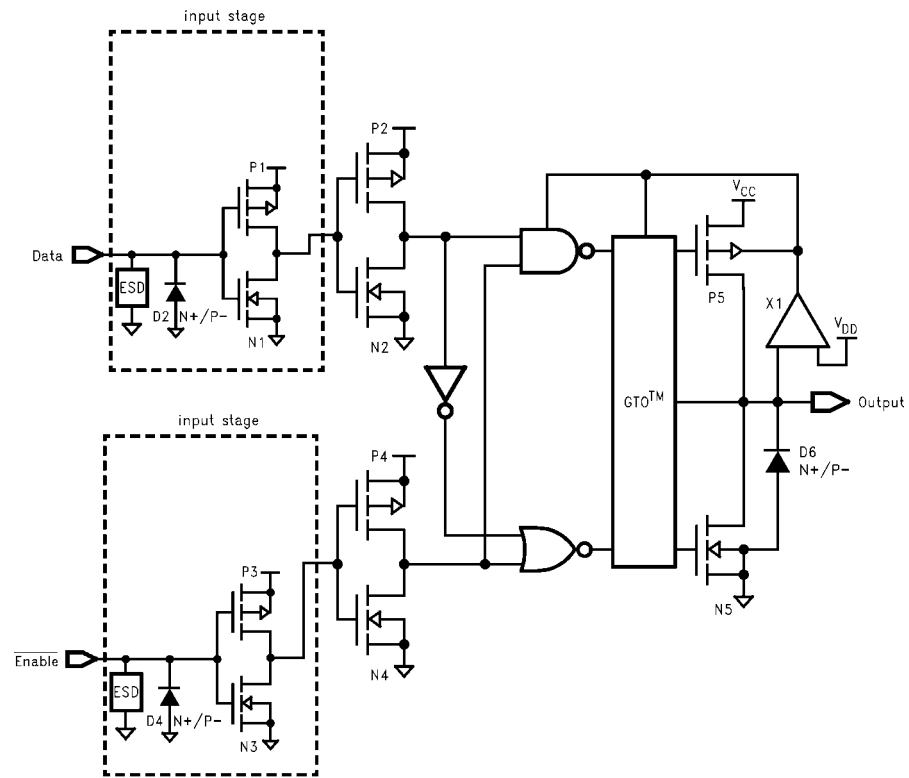 input stage
P1
Data
ESD
D2 N+/P-
N1
P2
N2
V_CC
P5
X1
V_DD
GTO™
Output
D6
N+/P-
N5
input stage
P3
Enable
ESD
D4 N+/P-
N3
P4
N4